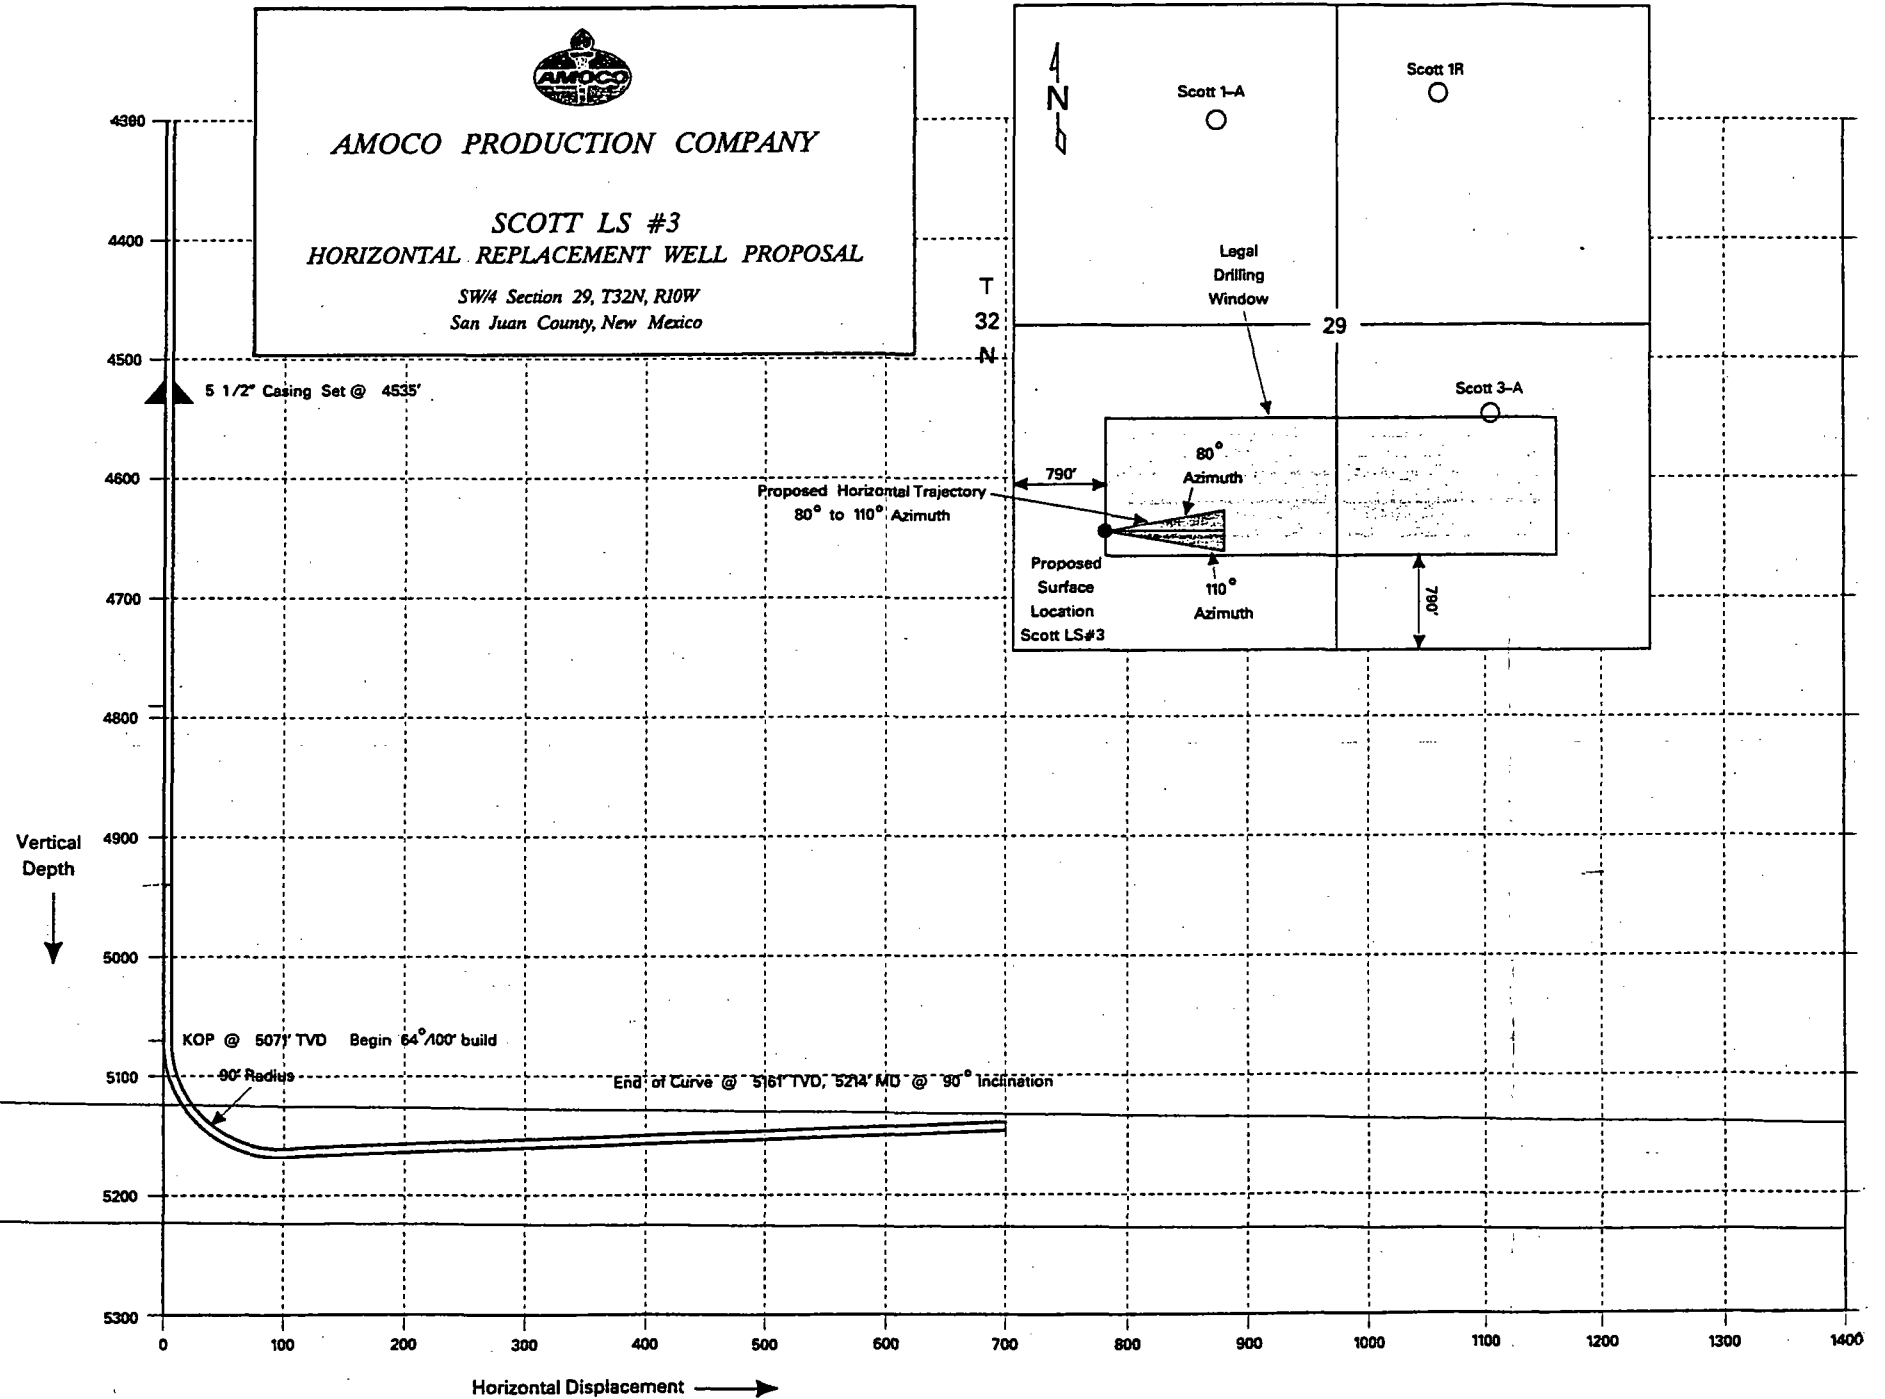 AMOCO
AMOCO PRODUCTION COMPANY
SCOTT LS #3
HORIZONTAL REPLACEMENT WELL PROPOSAL
SW/4 Section 29, T32N, R10W
San Juan County, New Mexico
N
Scott 1-A
Scott 1R
Legal
Drilling
Window
T
32
N
29
Scott 3-A
790'
80°
Azimuth
Proposed Horizontal Trajectory
80° to 110° Azimuth
Proposed
Surface
Location
Scott LS#3
110°
Azimuth
790'
4300
4400
4500
5 1/2" Casing Set @ 4535'
4600
4700
4800
4900
Vertical
Depth
5000
KOP @ 5071' TVD Begin 64°/100' build
90' Radius
5100
End of Curve @ 5161' TVD, 5214' MD @ 90° Inclination
5200
5300
0 100 200 300 400 500 600 700 800 900 1000 1100 1200 1300 1400
Horizontal Displacement